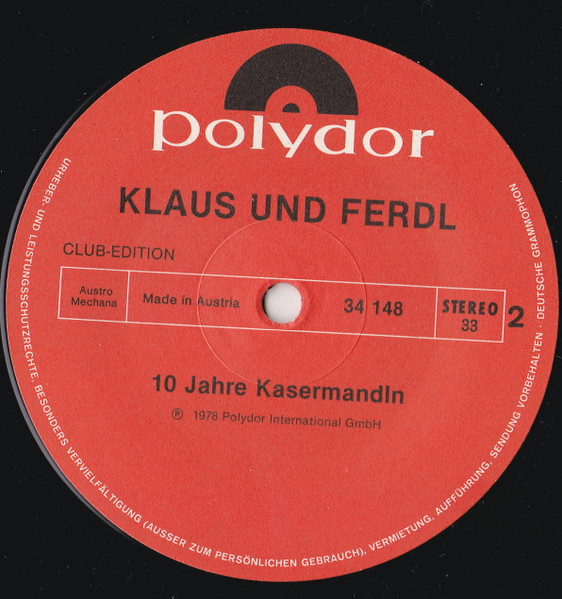 polydor
KLAUS UND FERDL
CLUB-EDITION
Austro
Mechana
Made in Austria
34 148
STEREO
33
2
10 Jahre Kasermandln
℗ 1978 Polydor International GmbH
URHEBER- UND LEISTUNGSSCHUTZRECHTE, BESONDERS VERVIELFÄLTIGUNG (AUSSER ZUM PERSÖNLICHEN GEBRAUCH), VERMIETUNG, AUFFÜHRUNG, SENDUNG VORBEHALTEN · DEUTSCHE GRAMMOPHON